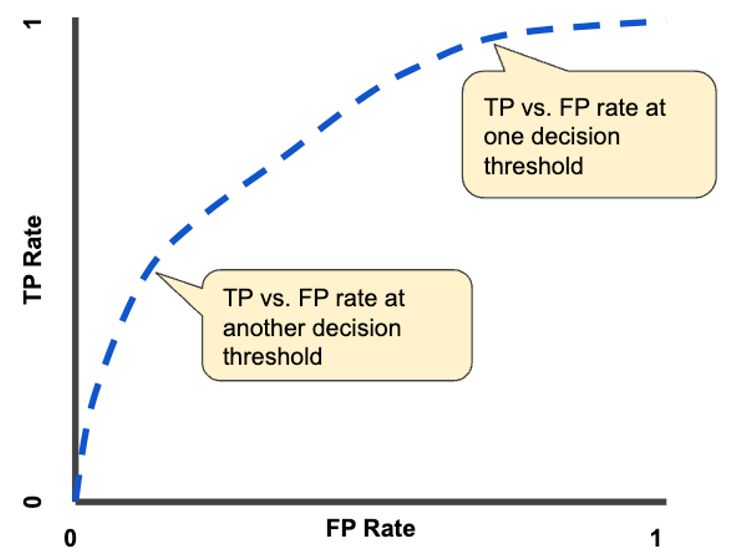 1
TP vs. FP rate at
one decision
threshold
TP Rate
TP vs. FP rate at
another decision
threshold
0
0
FP Rate
1